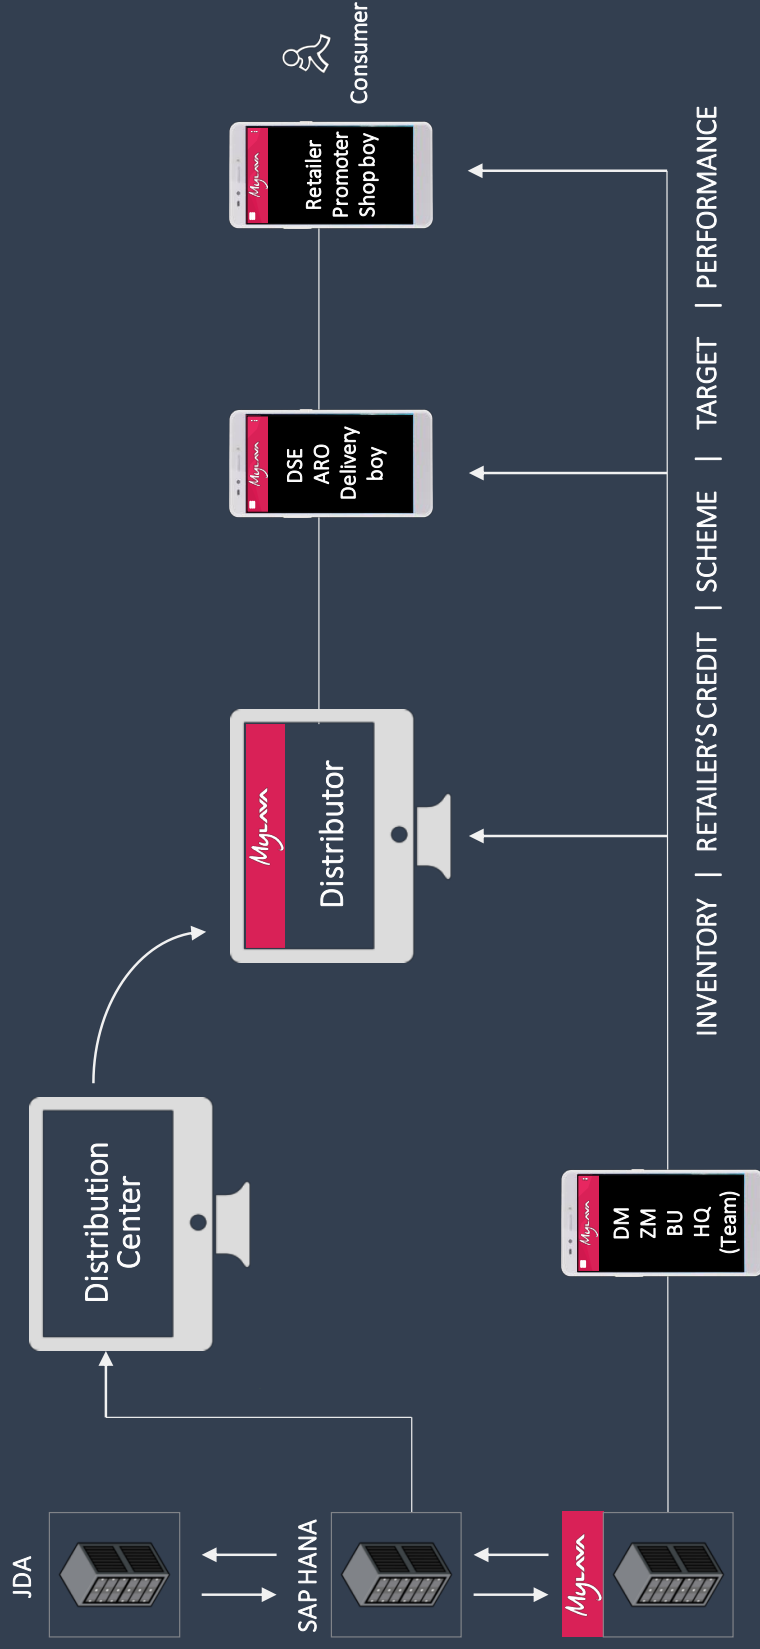 JDA
SAP HANA
MyLAVA
Distribution
Center
MyLAVA
Distributor
MyLAVA
DM
ZM
BU
HQ
(Team)
MyLAVA
DSE
ARO
Delivery
boy
MyLAVA
Retailer
Promoter
Shop boy
Consumer
INVENTORY | RETAILER'S CREDIT | SCHEME | TARGET | PERFORMANCE